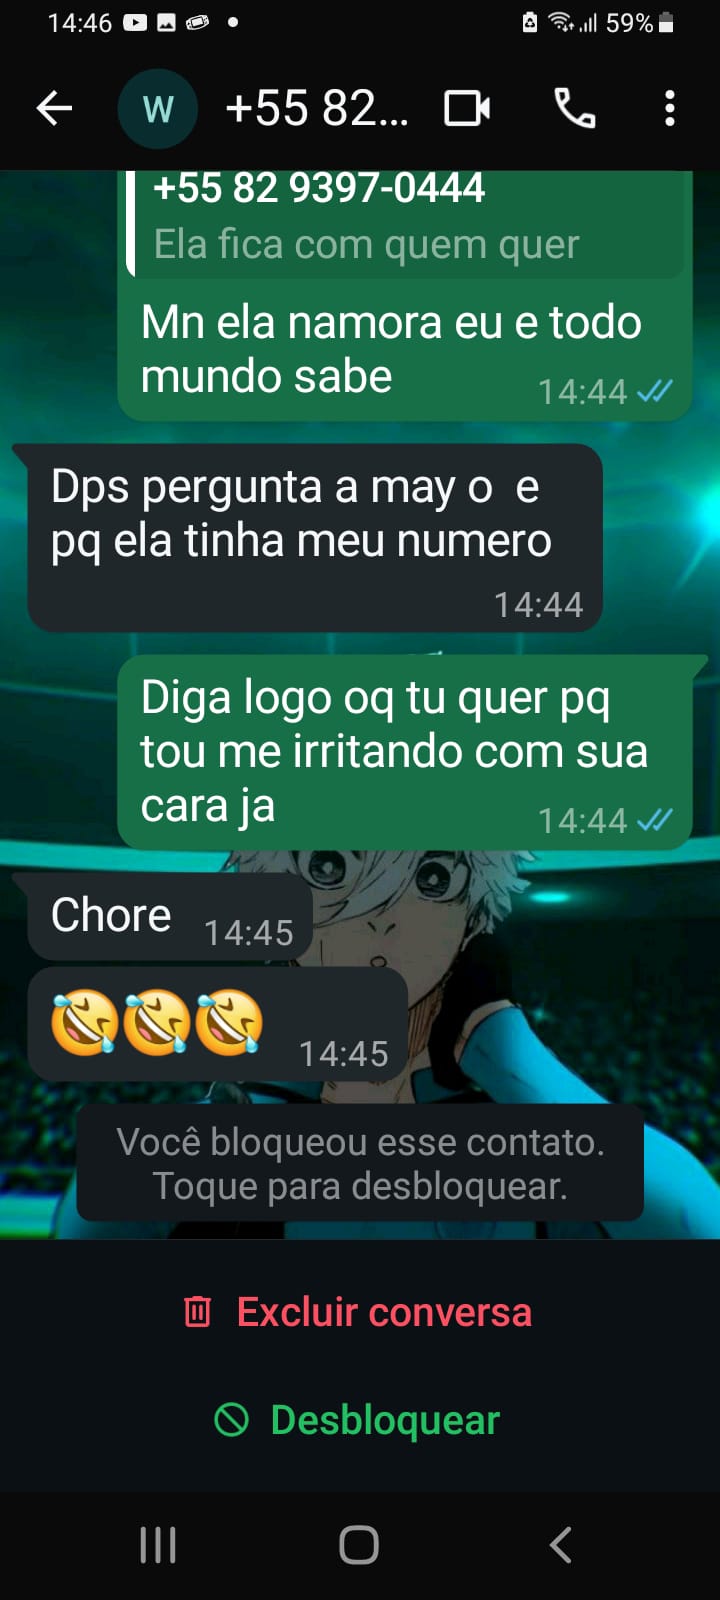 14:46
59%
W
+55 82...
+55 82 9397-0444
Ela fica com quem quer
Mn ela namora eu e todo
mundo sabe
14:44
Dps pergunta a may o  e
pq ela tinha meu numero
14:44
Diga logo oq tu quer pq
tou me irritando com sua
cara ja
14:44
Chore
14:45
🤣🤣🤣
14:45
Você bloqueou esse contato.
Toque para desbloquear.
Excluir conversa
Desbloquear